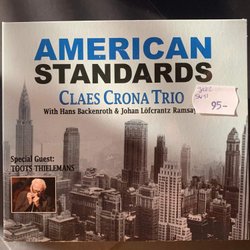 AMERICAN
STANDARDS
CLAES CRONA TRIO
With Hans Backenroth & Johan Löfcrantz Ramsay
95-
Special Guest:
TOOTS THIELEMANS